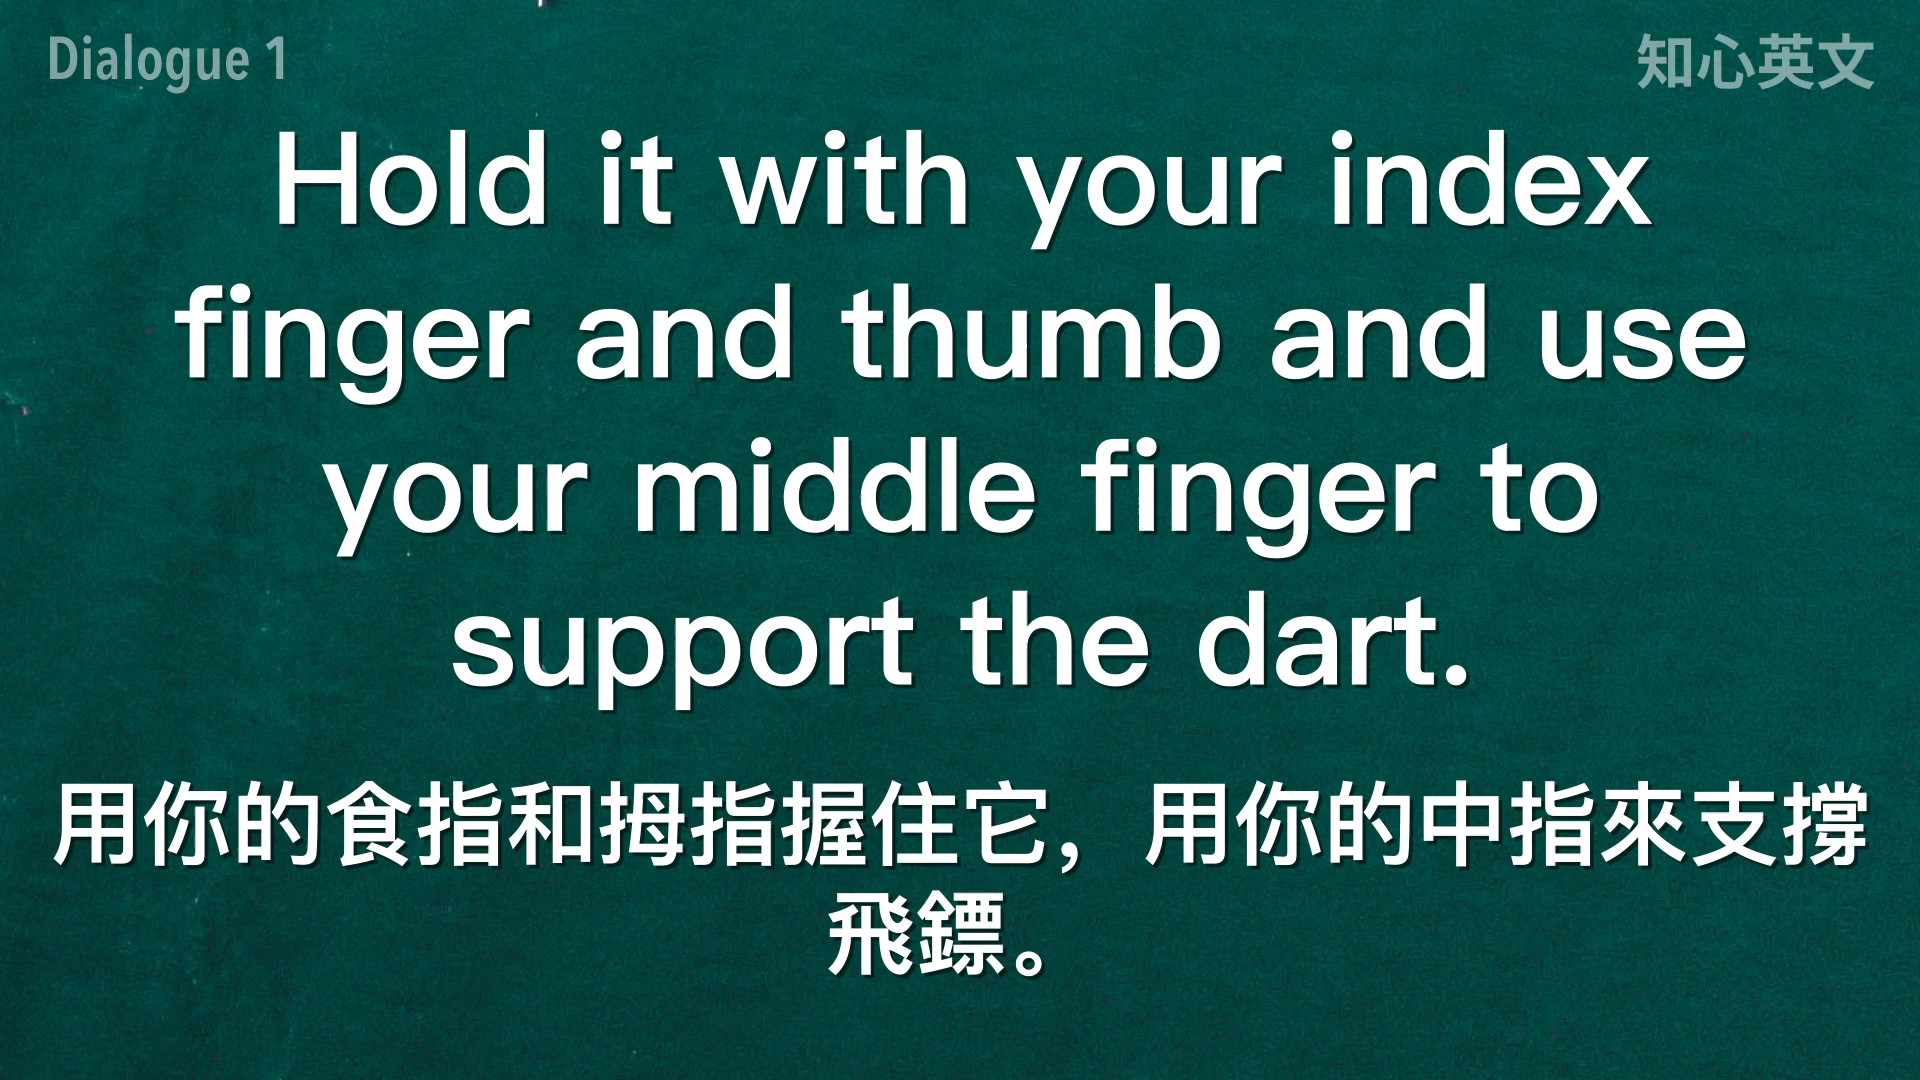 Dialogue 1
知心英文
Hold it with your index
finger and thumb and use
your middle finger to
support the dart.
用你的食指和拇指握住它，用你的中指來支撐
飛鏢。